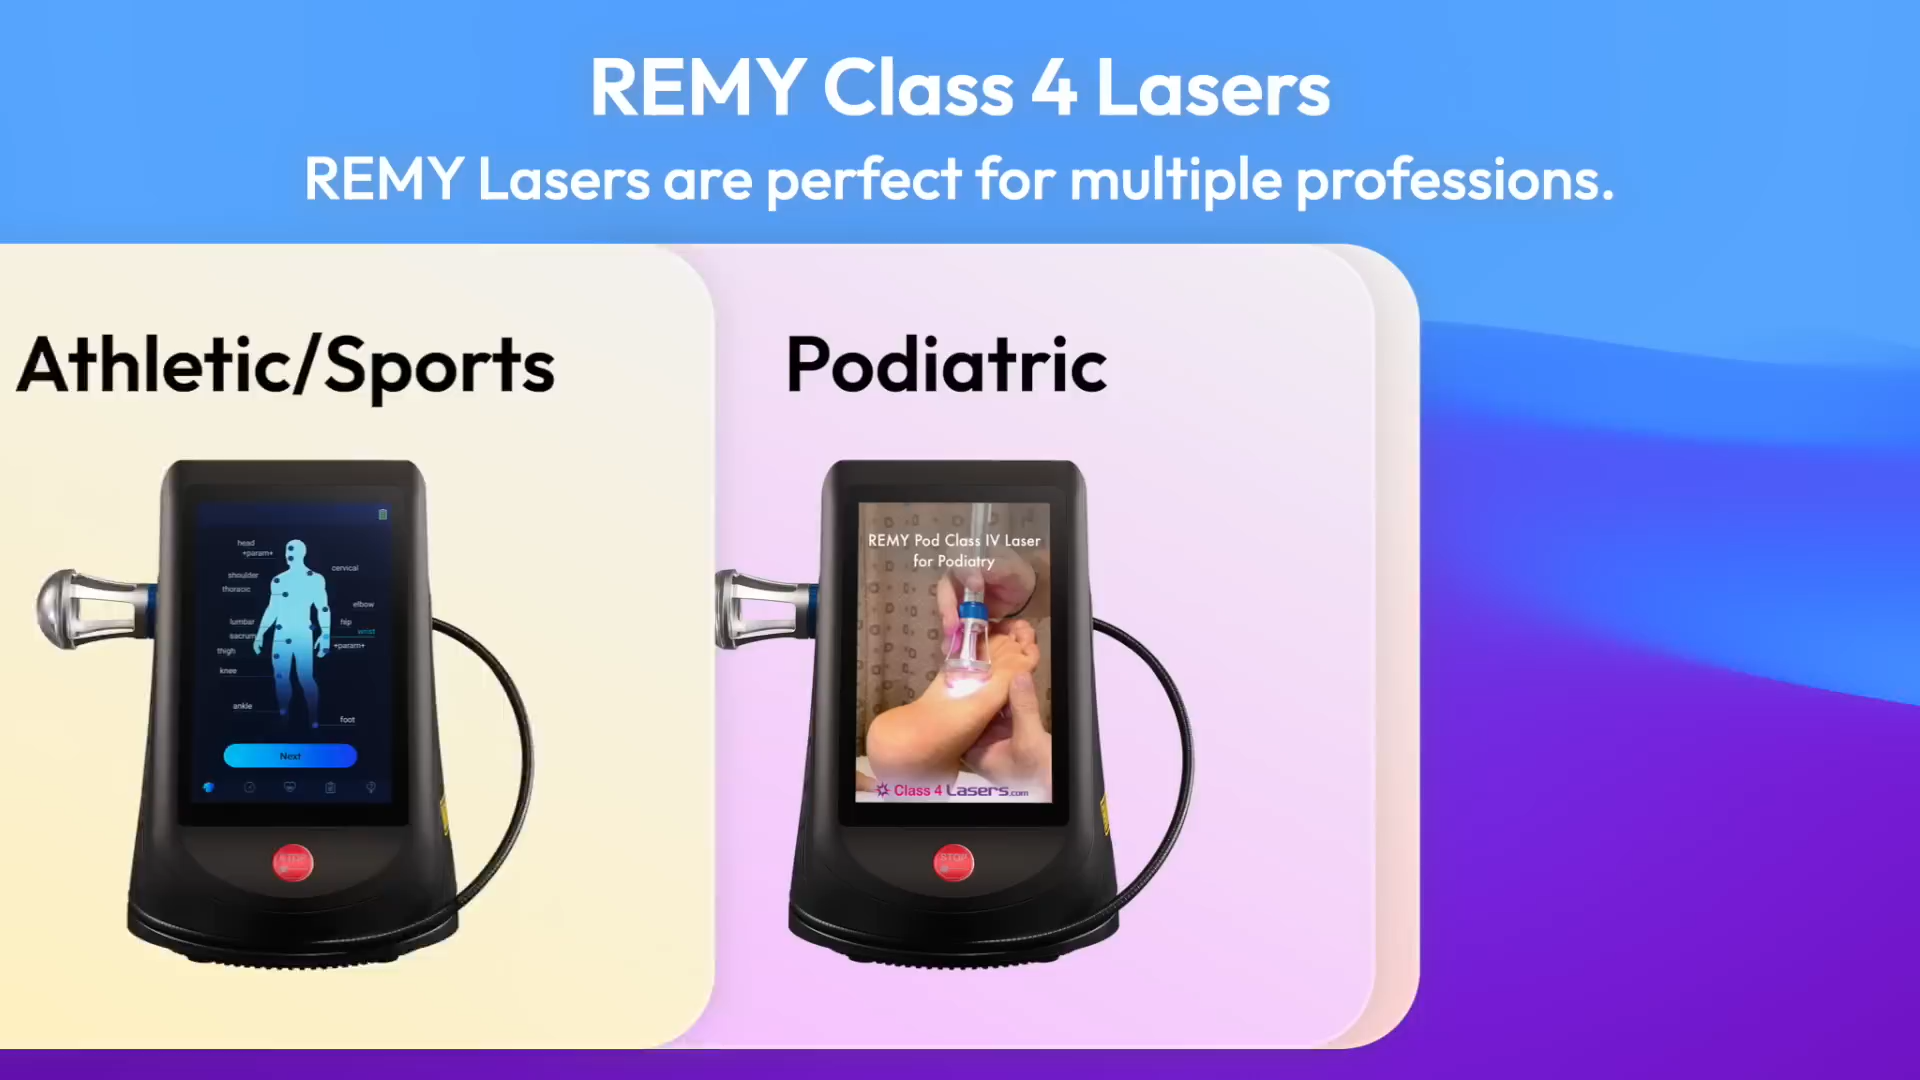 REMY Class 4 Lasers
REMY Lasers are perfect for multiple professions.
Athletic/Sports
head
+param+
cervical
shoulder
thoracic
elbow
lumbar
hip
sacrum
wrist
+param+
thigh
knee
ankle
foot
Next
STOP
Podiatric
REMY Pod Class IV Laser
for Podiatry
Class 4 Lasers.com
STOP